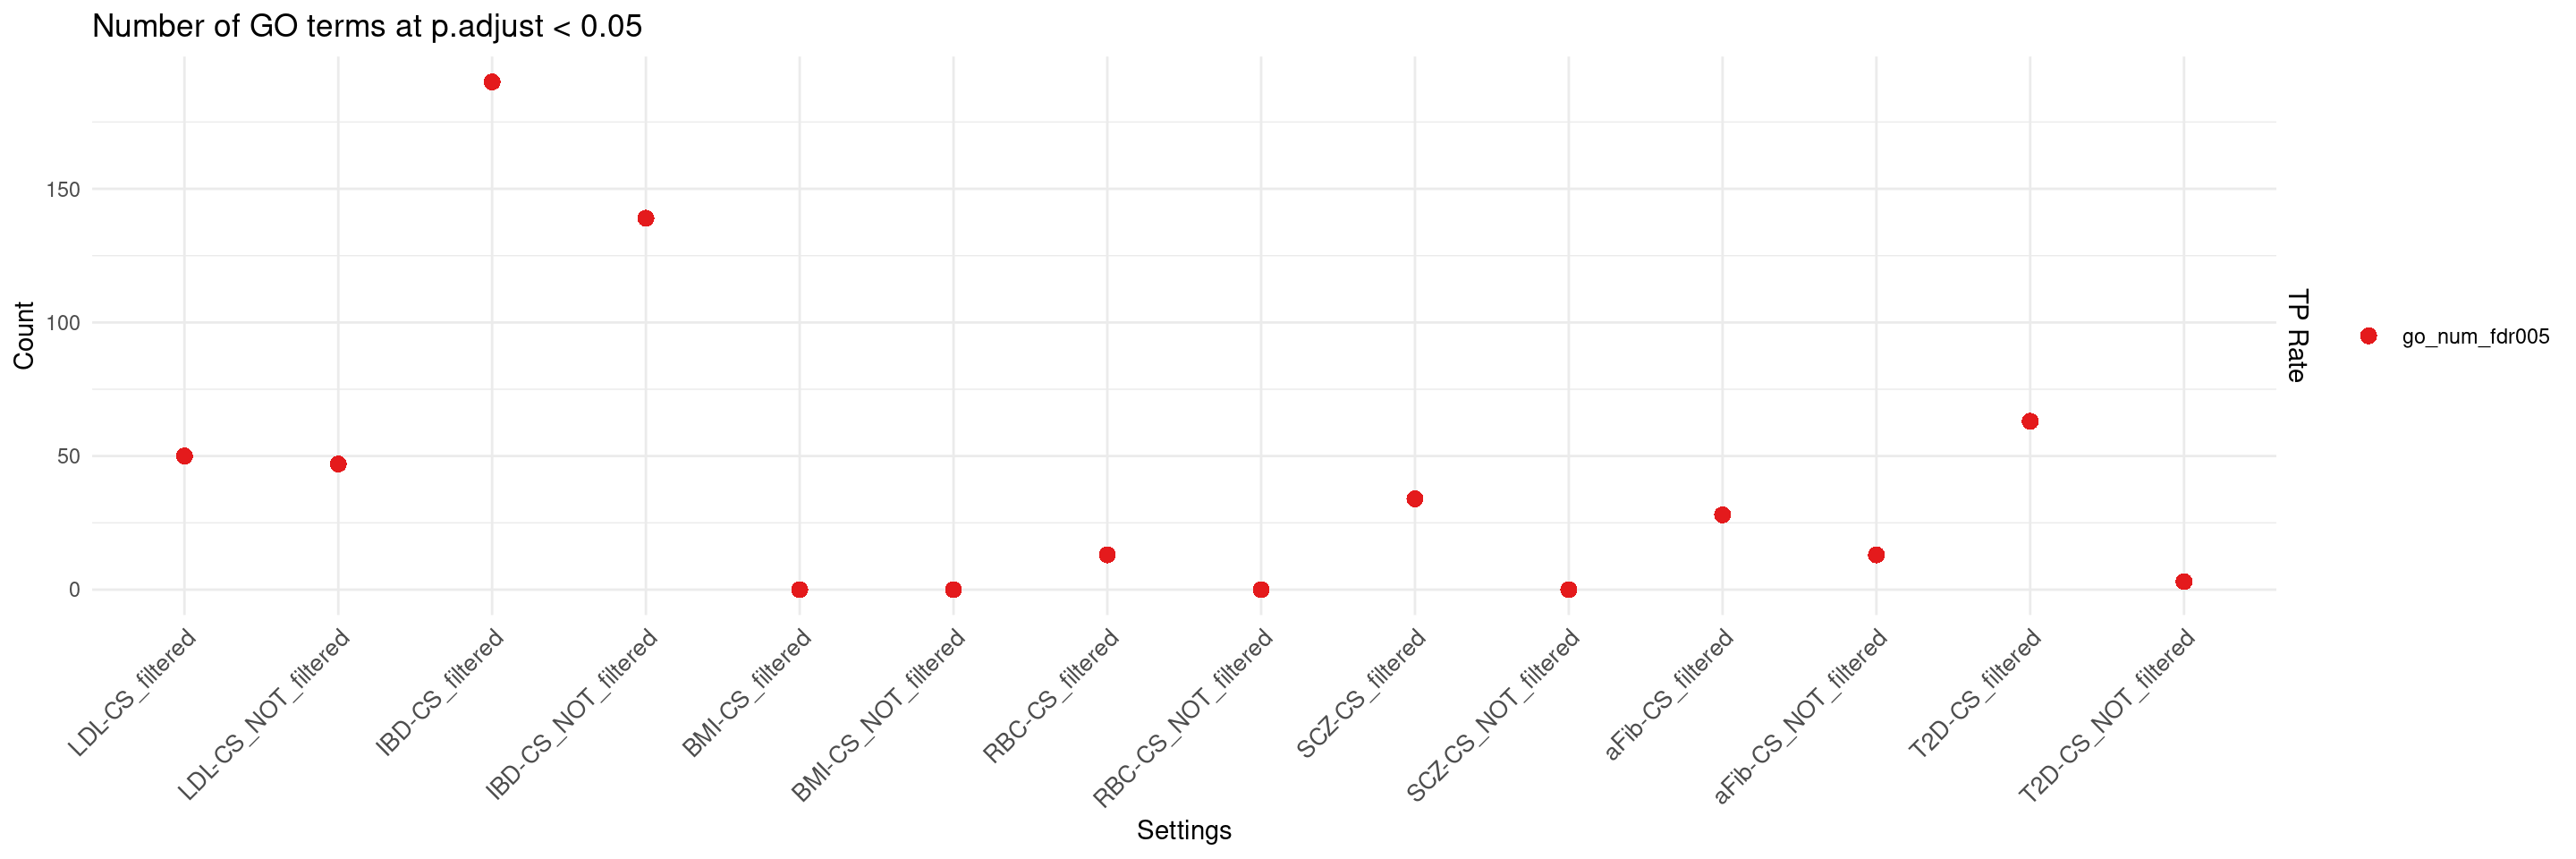 Number of GO terms at p.adjust < 0.05
Count
150
100
50
0
TP Rate
go_num_fdr005
LDL-CS_filtered
LDL-CS_NOT_filtered
IBD-CS_filtered
IBD-CS_NOT_filtered
BMI-CS_filtered
BMI-CS_NOT_filtered
RBC-CS_filtered
RBC-CS_NOT_filtered
SCZ-CS_filtered
SCZ-CS_NOT_filtered
aFib-CS_filtered
aFib-CS_NOT_filtered
T2D-CS_filtered
T2D-CS_NOT_filtered
Settings